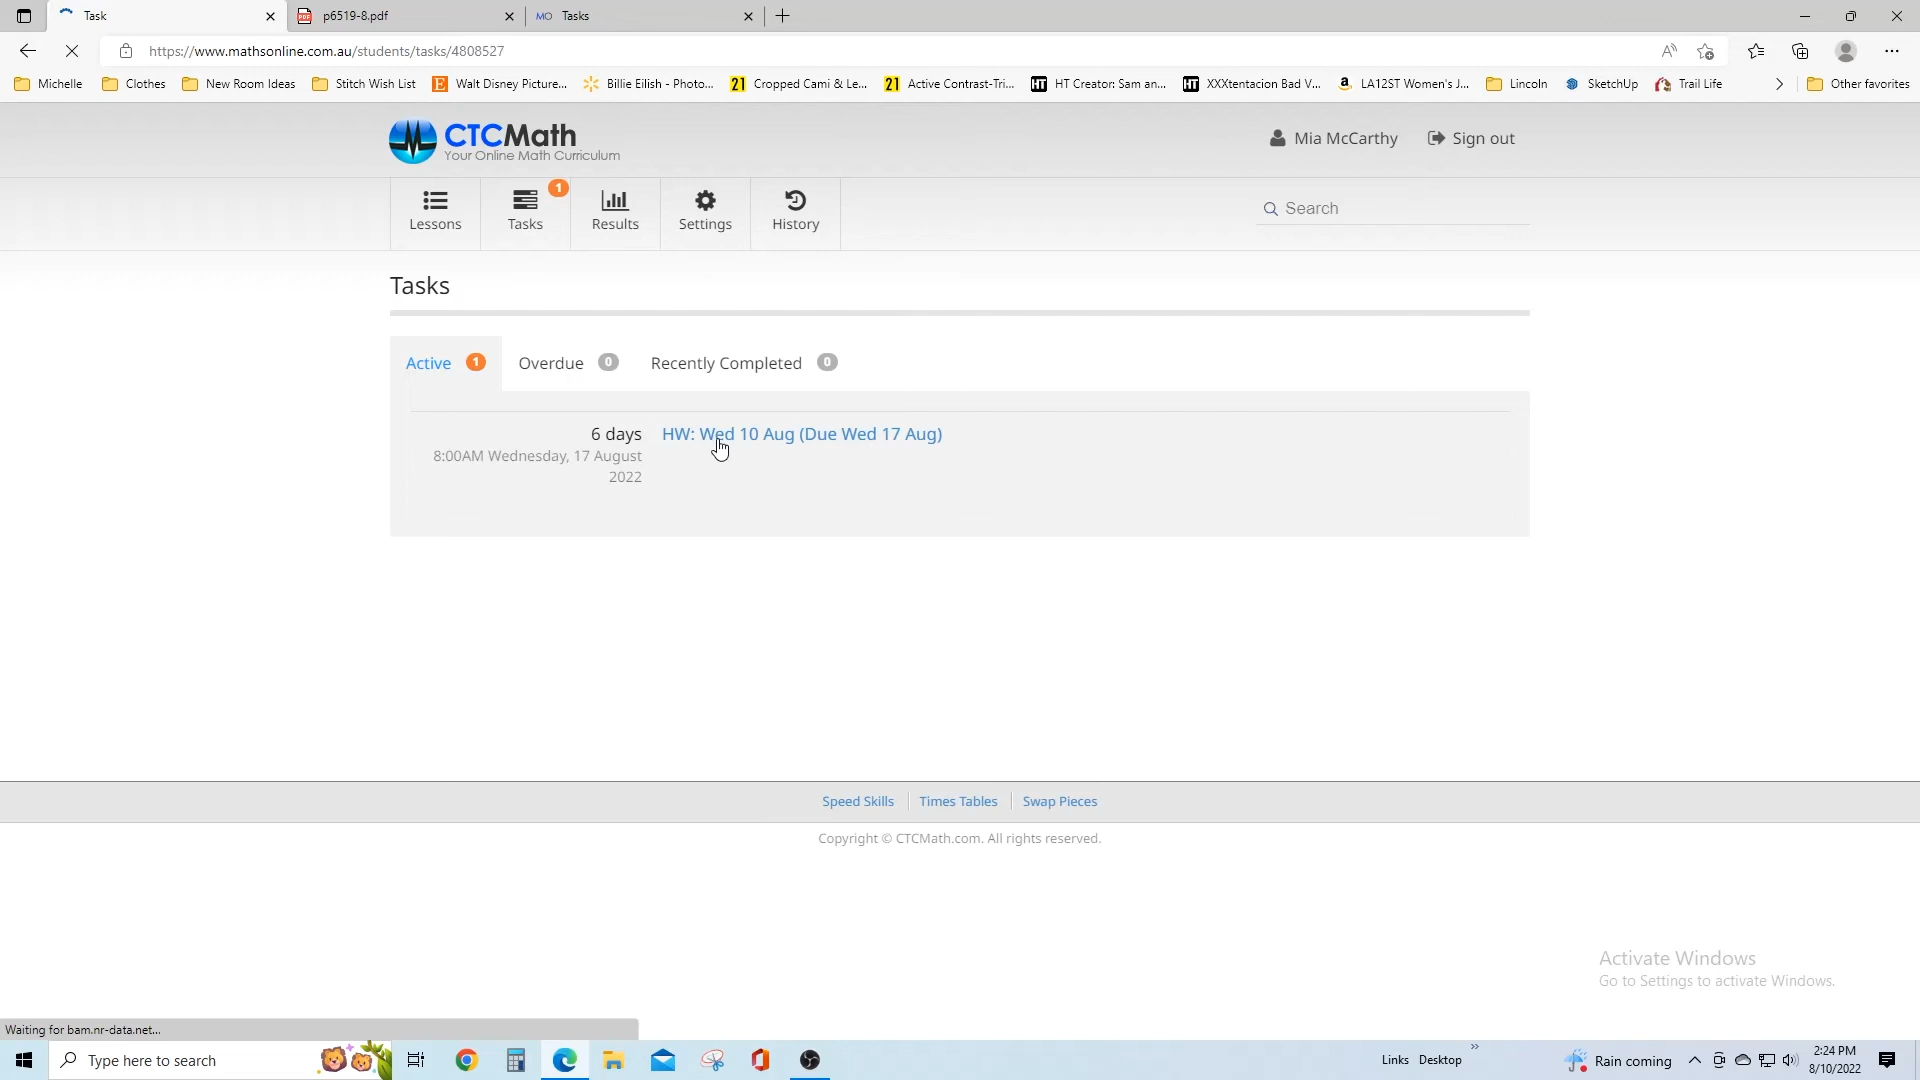 Task
p6519-8.pdf
MO Tasks
https://www.mathsonline.com.au/students/tasks/4808527
Michelle
Clothes
New Room Ideas
Stitch Wish List
E Walt Disney Picture...
Billie Eilish - Photo...
21 Cropped Cami & Le...
21 Active Contrast-Tri...
HT HT Creator: Sam an...
HT XXXtentacion Bad V...
a LA12ST Women's J...
Lincoln
SketchUp
Trail Life
Other favorites
CTCMath
Your Online Math Curriculum
Mia McCarthy
Sign out
Lessons
Tasks 1
Results
Settings
History
Search
Tasks
Active 1
Overdue 0
Recently Completed 0
6 days
8:00AM Wednesday, 17 August
2022
HW: Wed 10 Aug (Due Wed 17 Aug)
Speed Skills
Times Tables
Swap Pieces
Copyright © CTCMath.com. All rights reserved.
Activate Windows
Go to Settings to activate Windows.
Waiting for bam.nr-data.net...
Type here to search
Links
Desktop
Rain coming
2:24 PM
8/10/2022